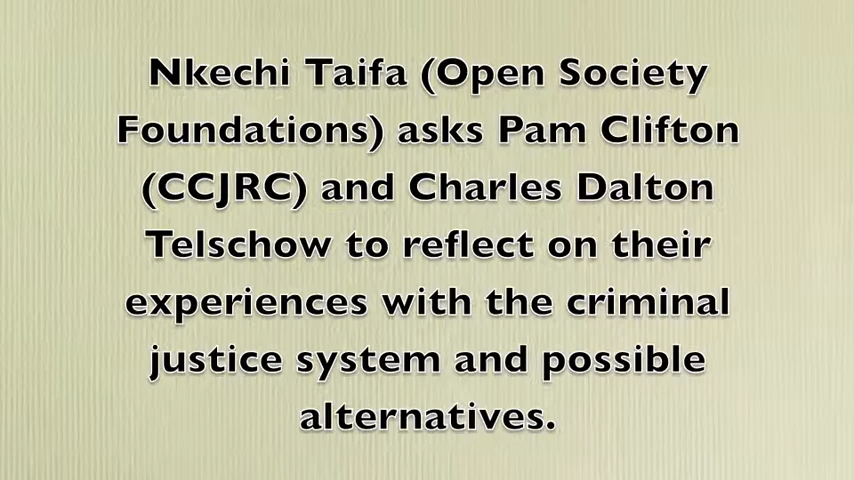 Nkechi Taifa (Open Society
Foundations) asks Pam Clifton
(CCJRC) and Charles Dalton
Telschow to reflect on their
experiences with the criminal
justice system and possible
alternatives.